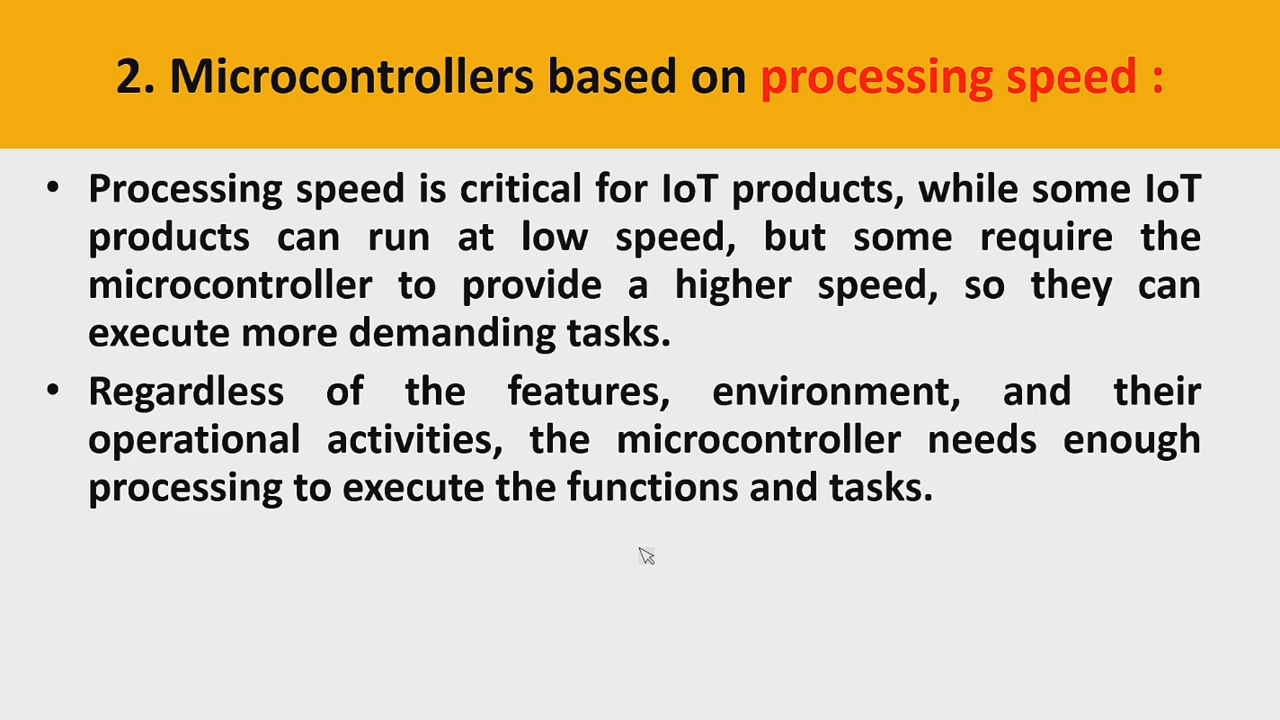 2. Microcontrollers based on processing speed :
• Processing speed is critical for IoT products, while some IoT
products can run at low speed, but some require the
microcontroller to provide a higher speed, so they can
execute more demanding tasks.
• Regardless of the features, environment, and their
operational activities, the microcontroller needs enough
processing to execute the functions and tasks.